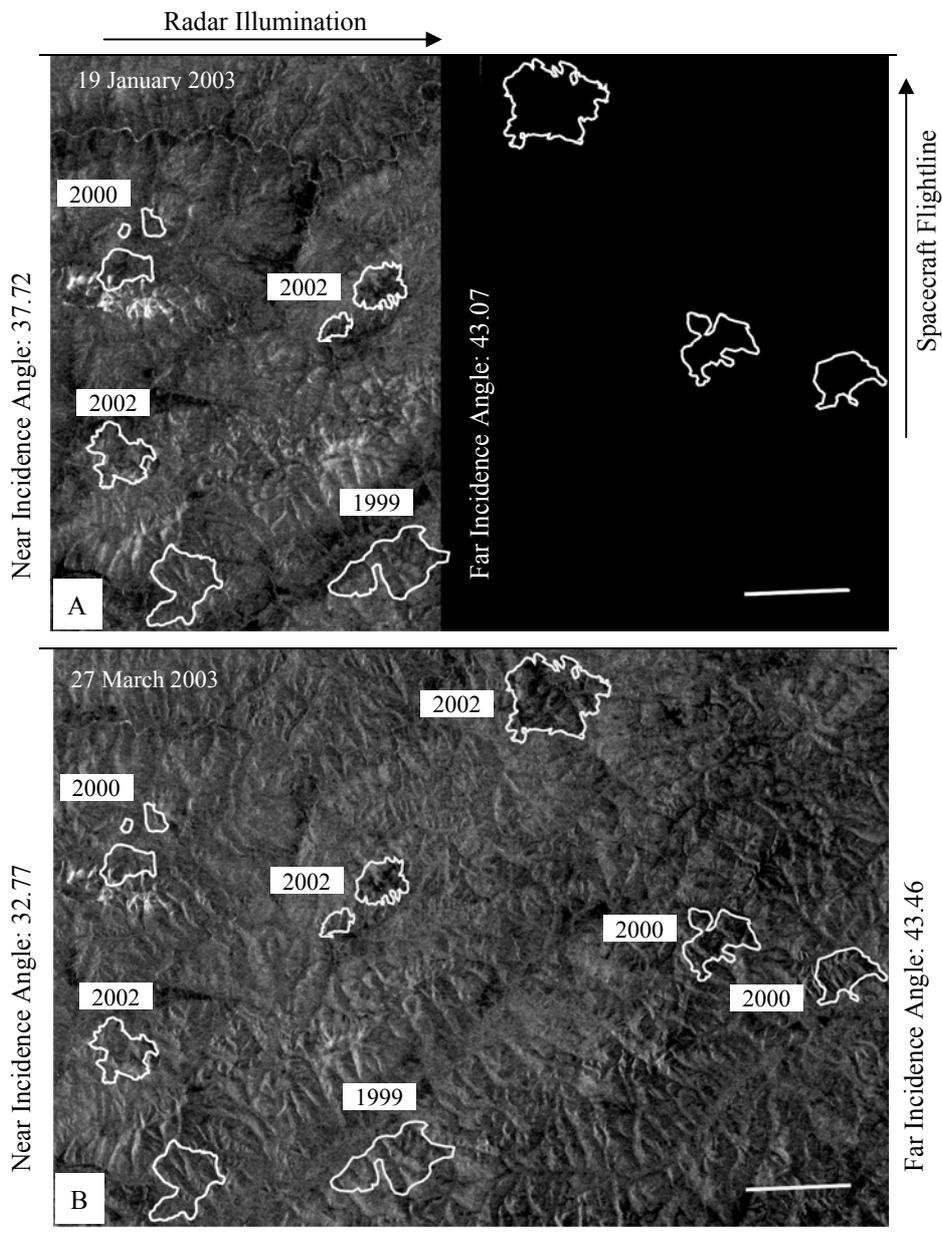 Radar Illumination
19 January 2003
2000
2002
2002
1999
Near Incidence Angle: 37.72
Far Incidence Angle: 43.07
Spacecraft Flightline
A
27 March 2003
2002
2000
2002
2000
2000
2002
1999
Near Incidence Angle: 32.77
Far Incidence Angle: 43.46
B